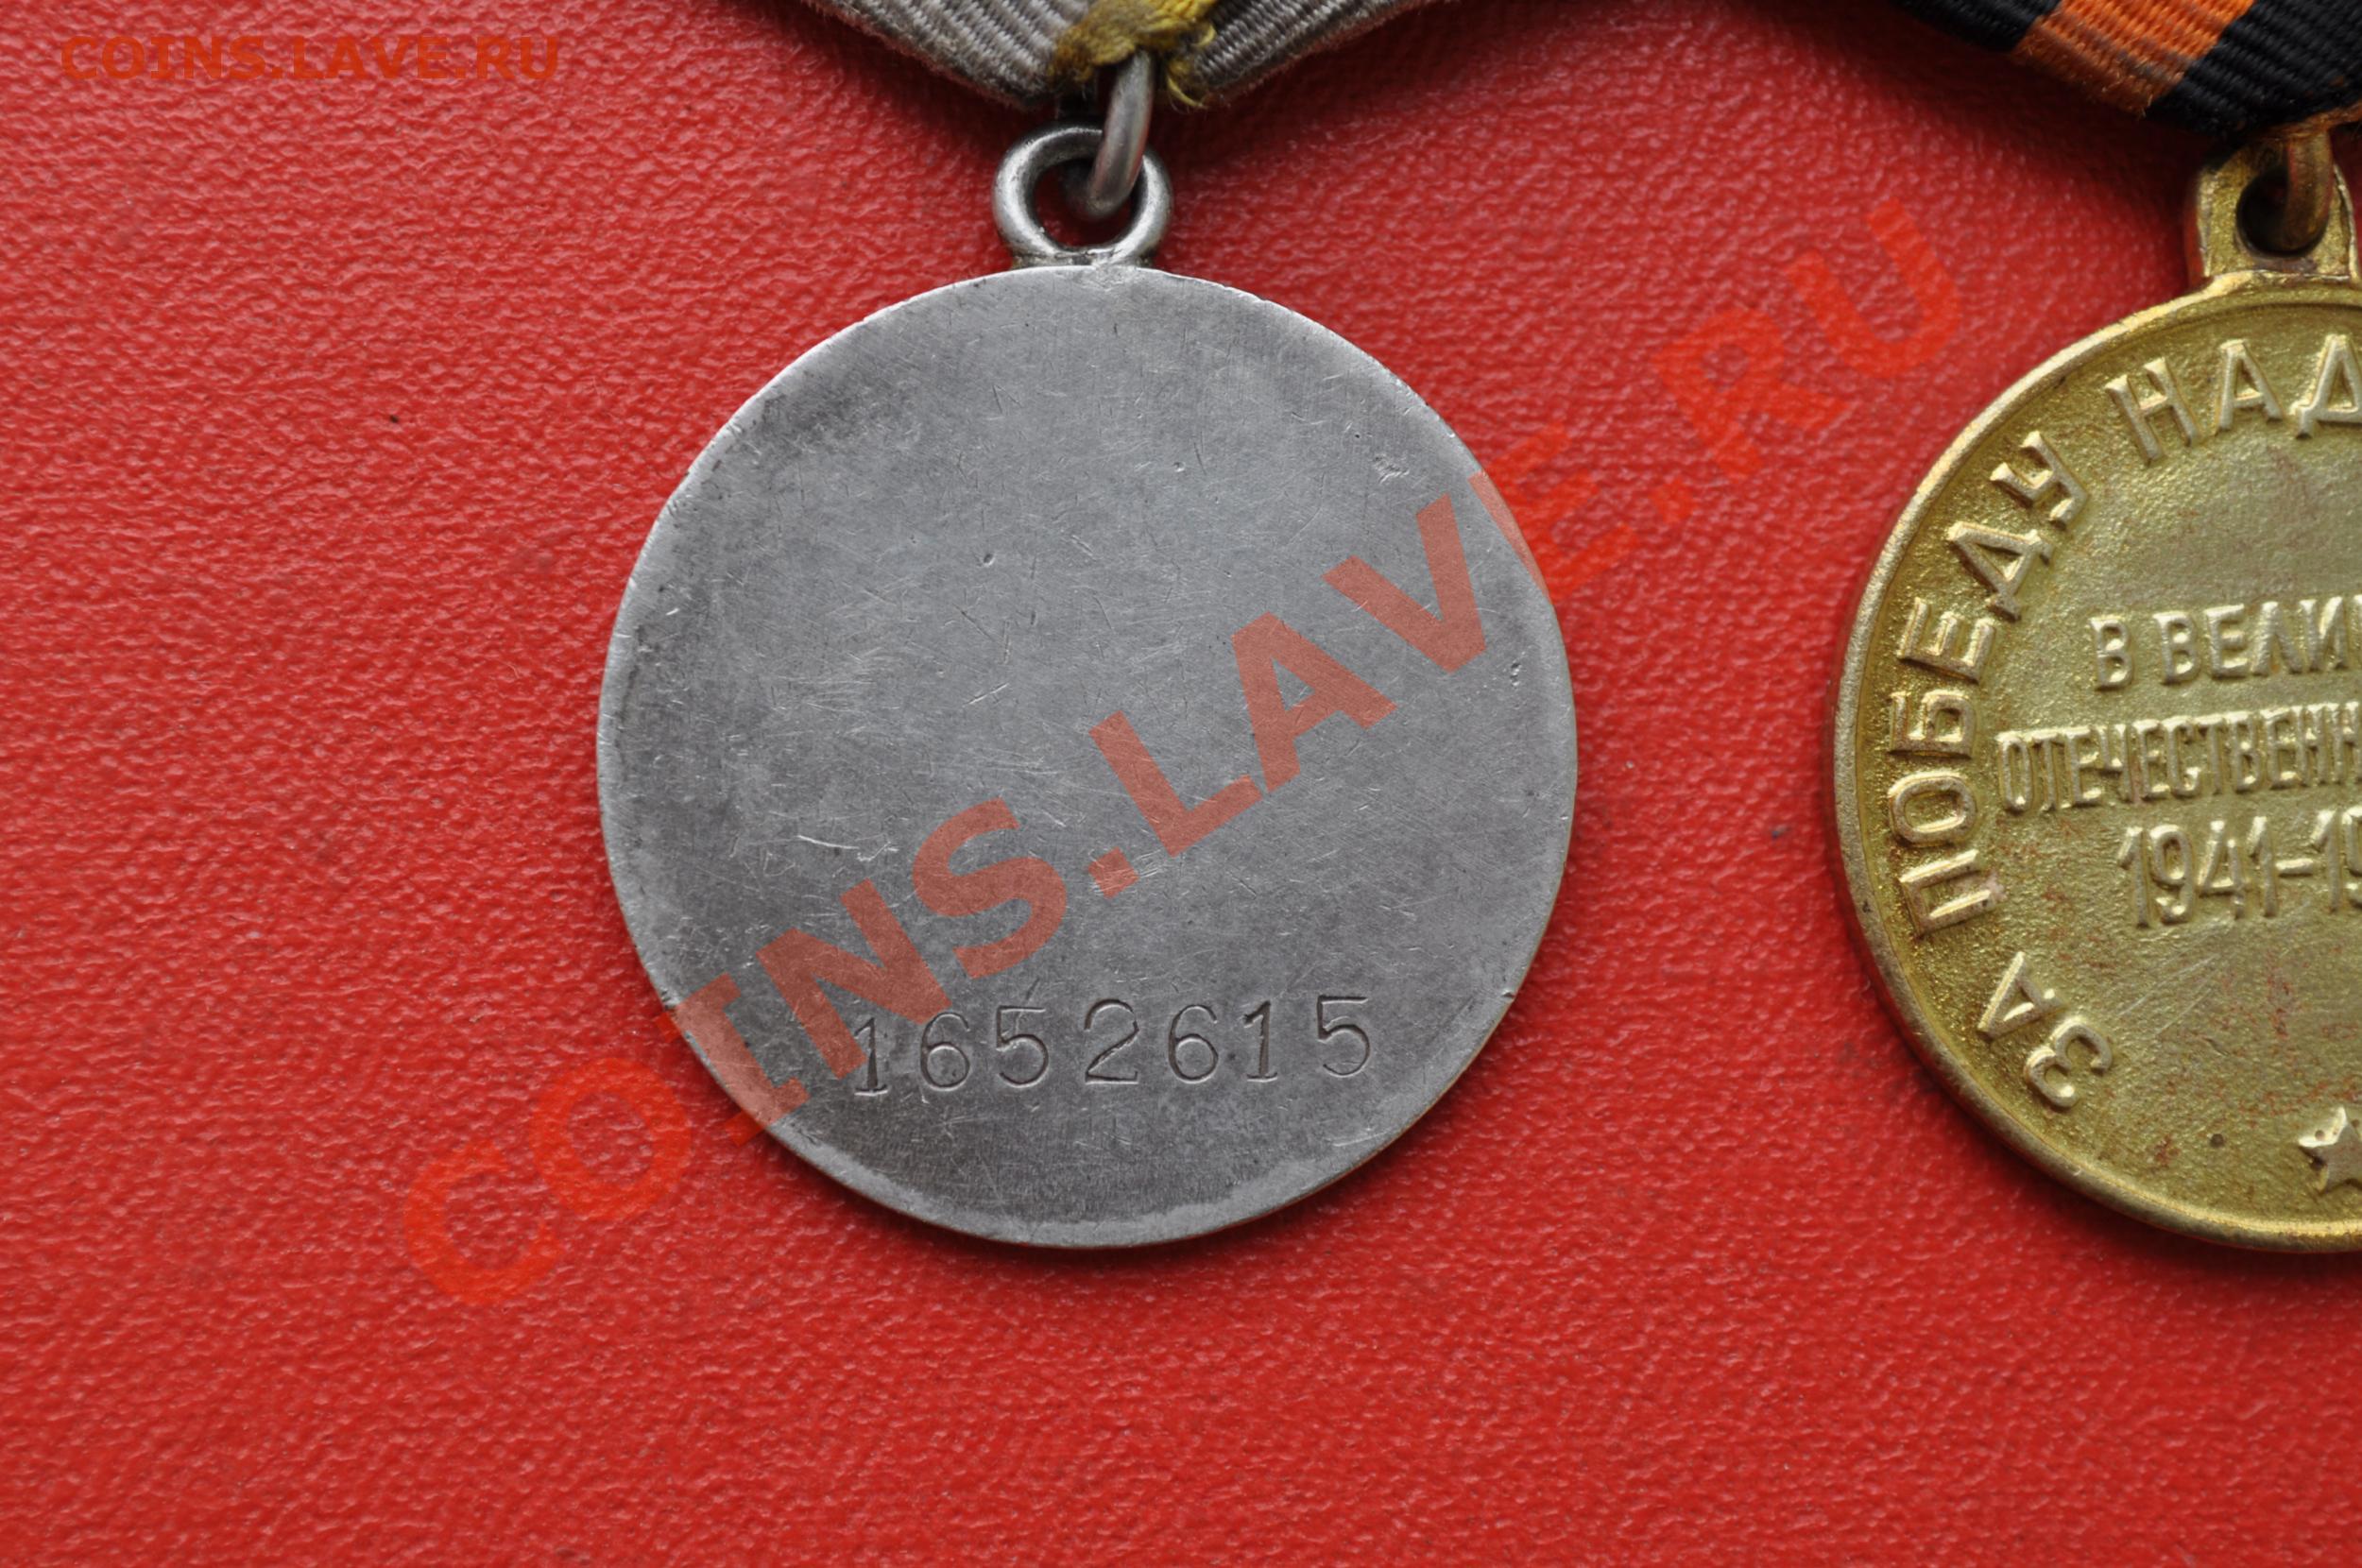 COINS.LAVE.RU
COINS.LAVE.RU
1652615
ЗА ПОБЕДУ НАД
В ВЕЛИ
ОТЕЧЕСТВЕНН
1941-19